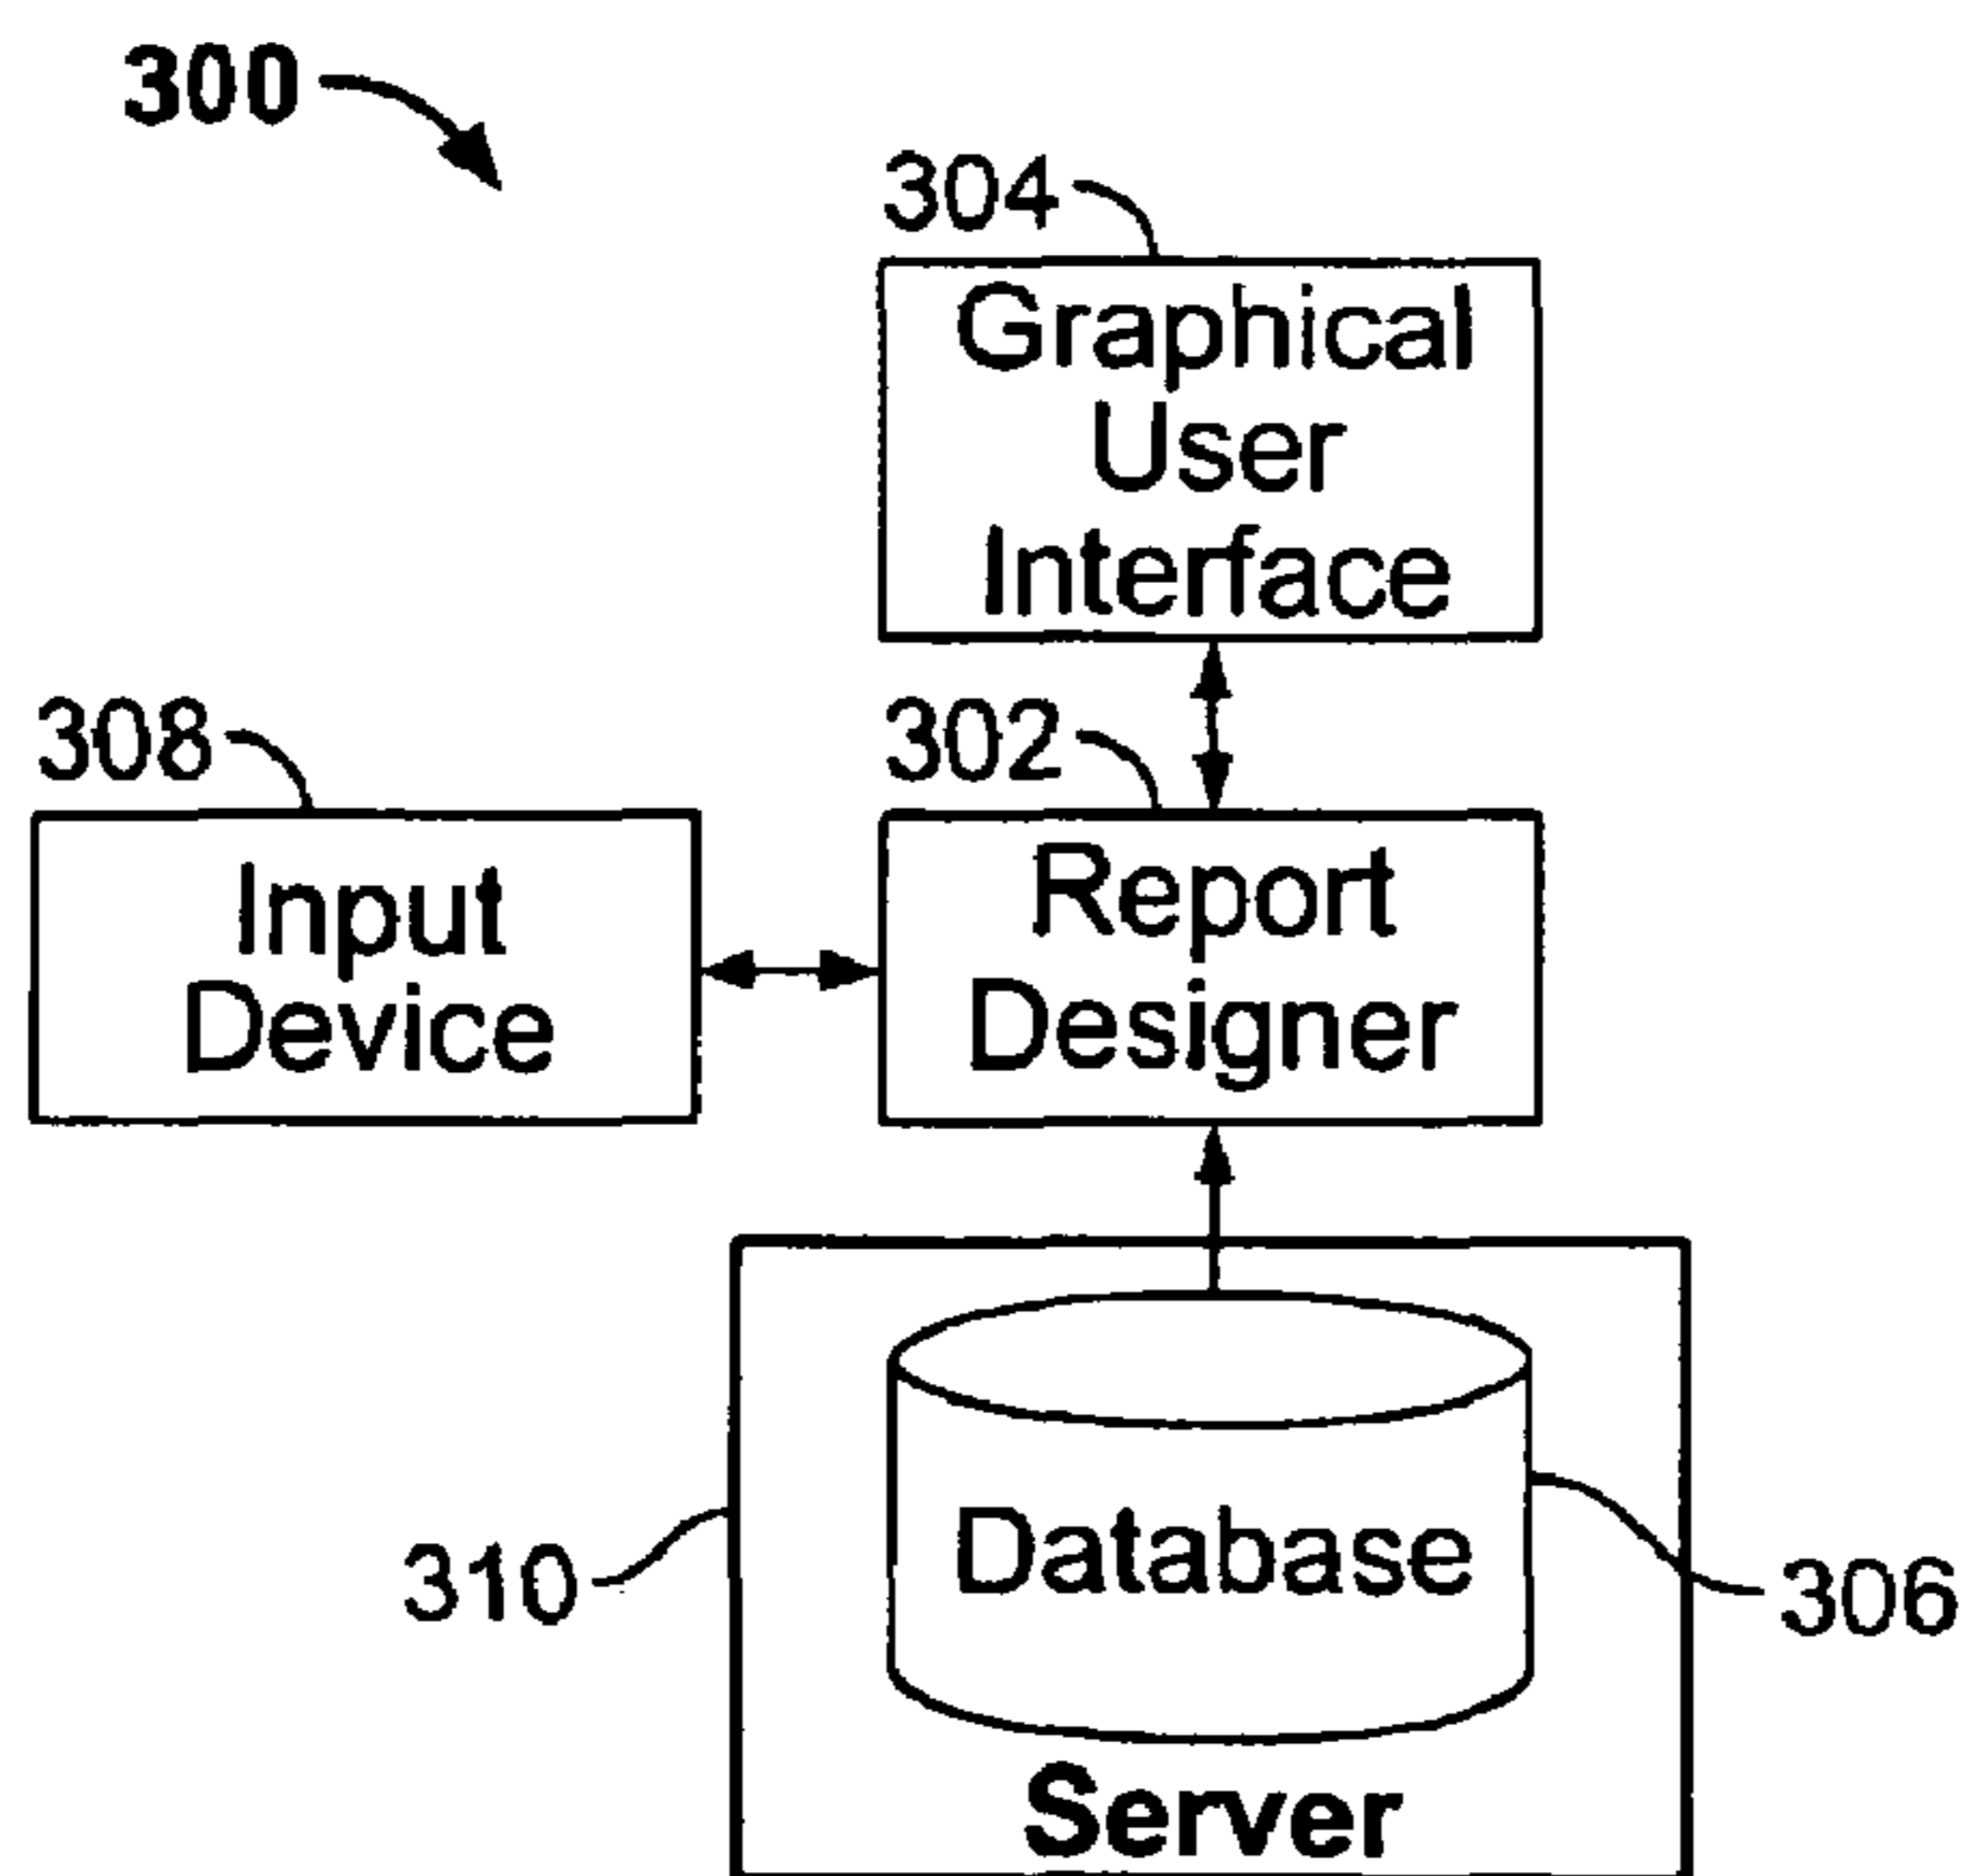 300
304
Graphical
User
Interface
308
302
Input
Device
Report
Designer
310
Database
306
Server